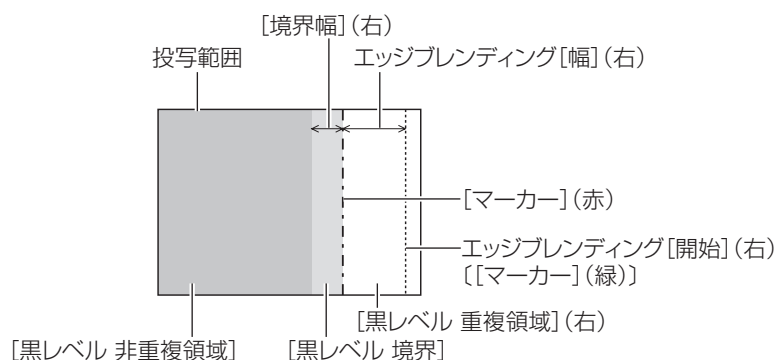 [境界幅](右)
投写範囲
エッジブレンディング[幅](右)
[マーカー](赤)
エッジブレンディング[開始](右)
〔[マーカー](緑)〕
[黒レベル 重複領域](右)
[黒レベル 非重複領域]
[黒レベル 境界]